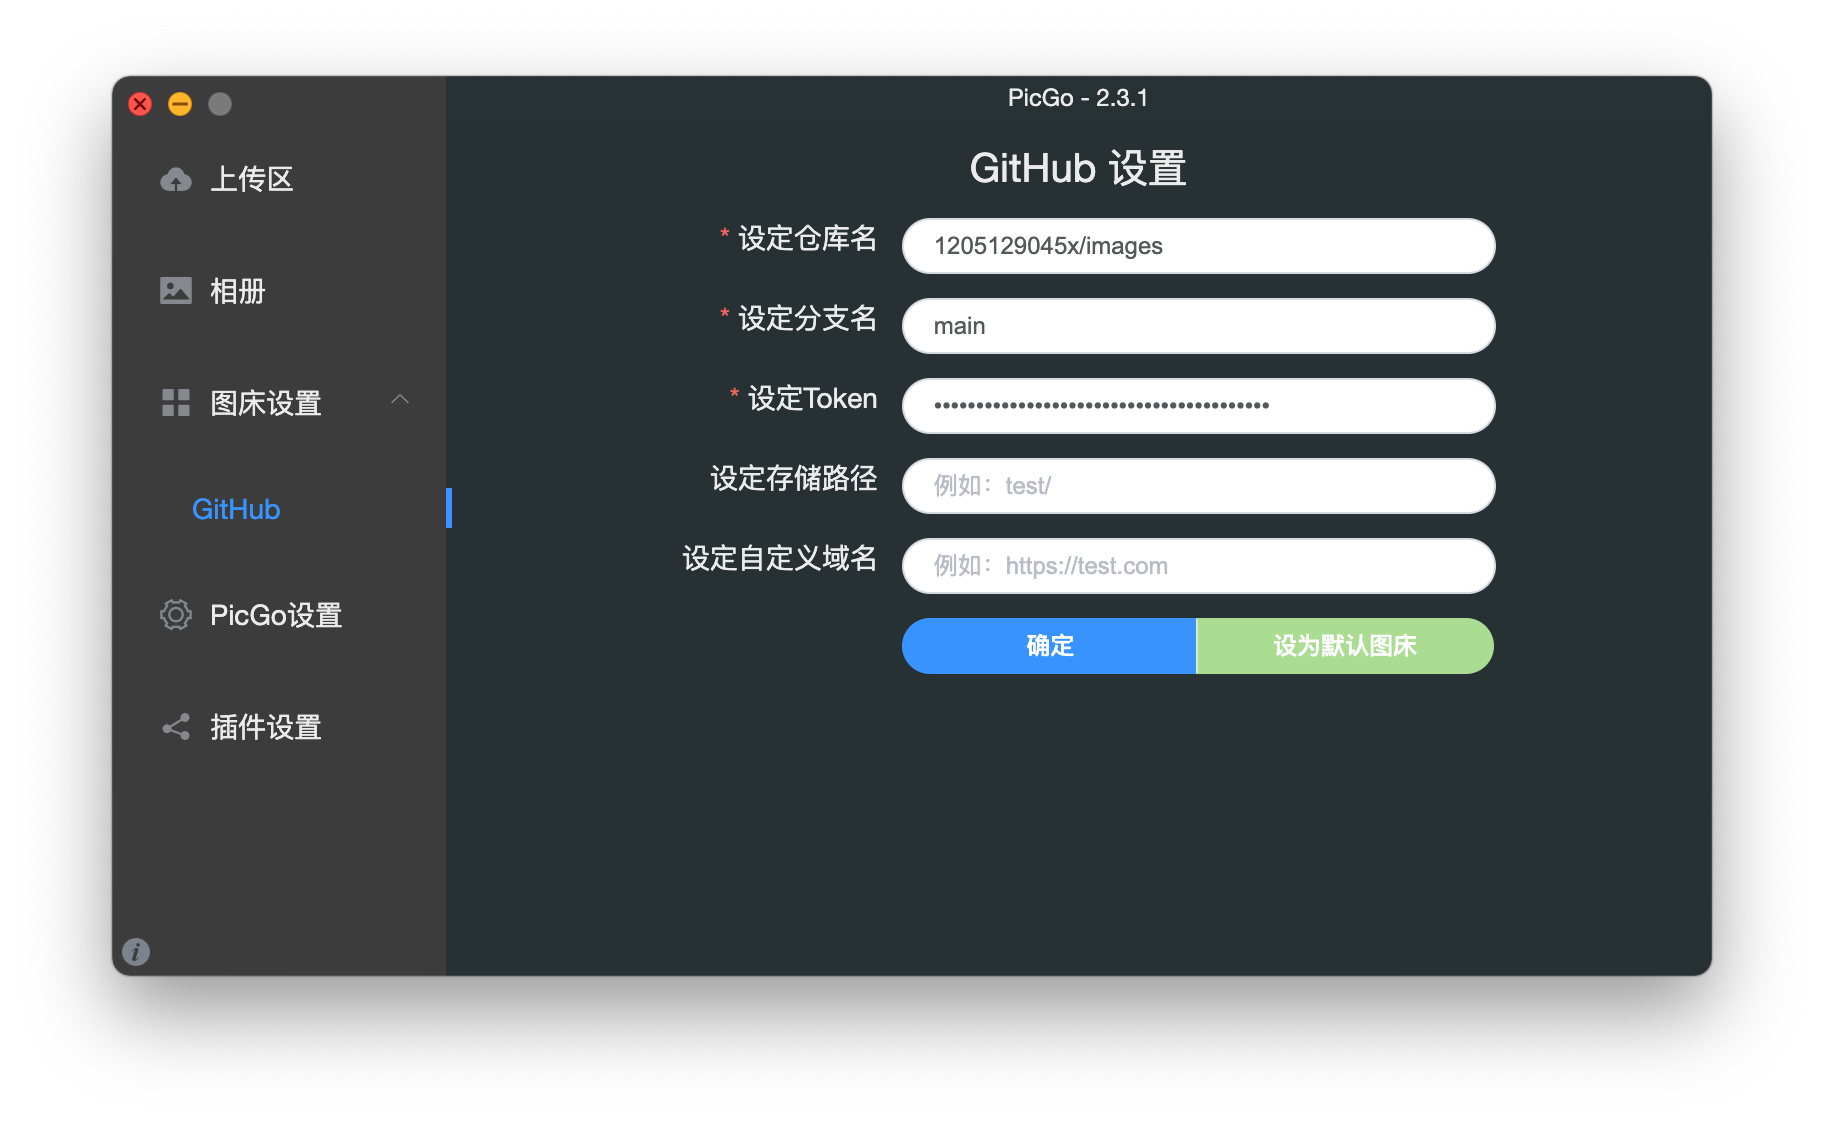 PicGo - 2.3.1
上传区
相册
图床设置
GitHub
PicGo设置
插件设置
i
GitHub 设置
* 设定仓库名
1205129045x/images
* 设定分支名
main
* 设定Token
••••••••••••••••••••••••••••••••••••••••
设定存储路径
例如：test/
设定自定义域名
例如：https://test.com
确定
设为默认图床